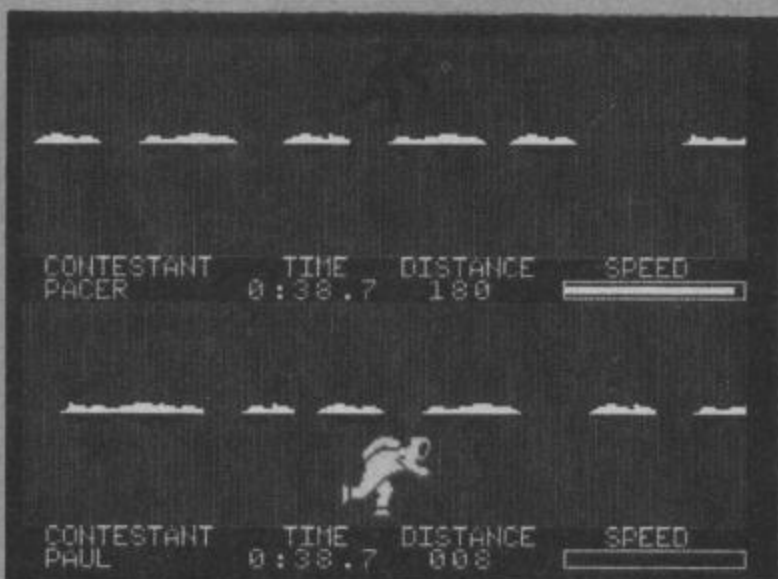 CONTESTANT TIME DISTANCE SPEED
PACER 0:38.7 180
CONTESTANT TIME DISTANCE SPEED
PAUL 0:38.7 008